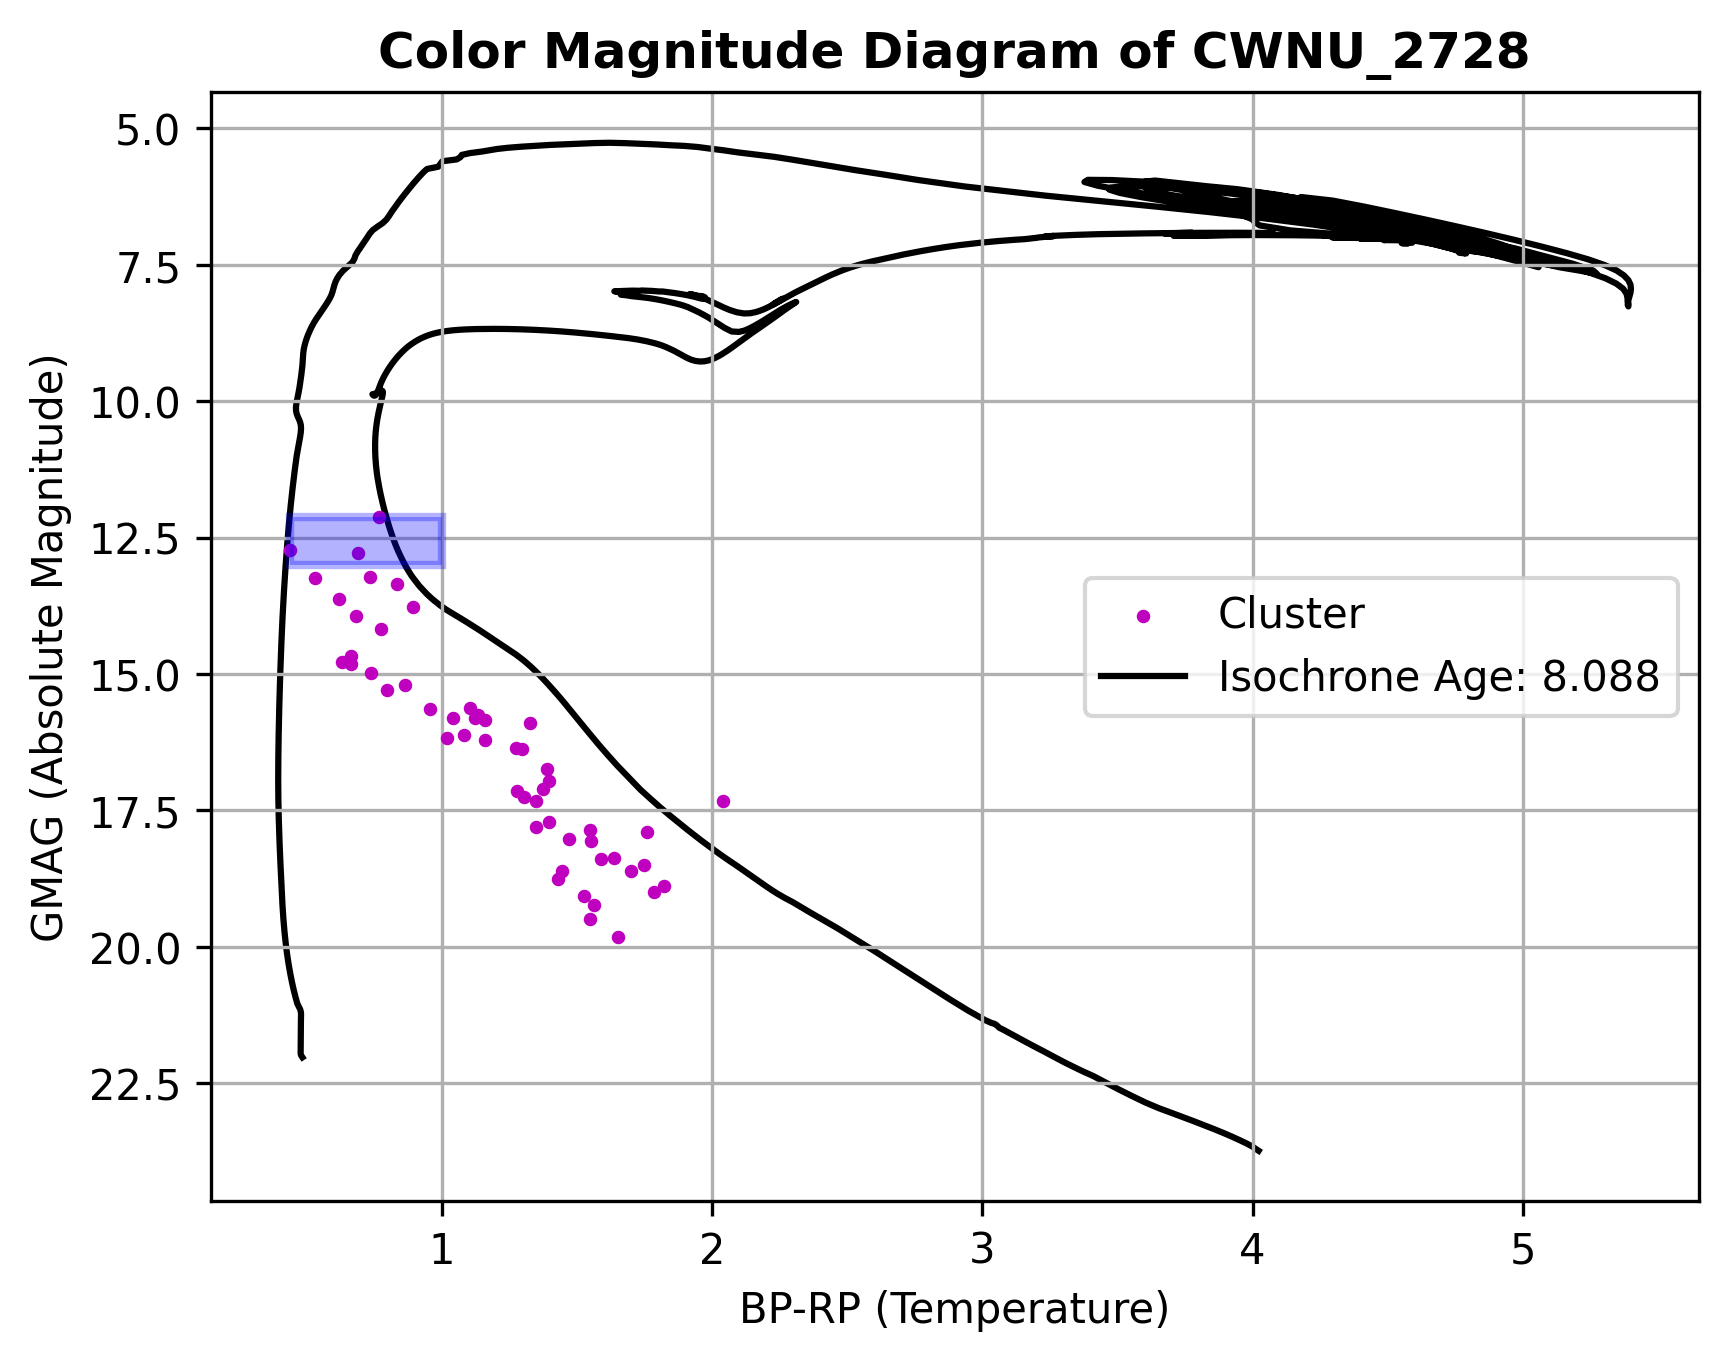 Color Magnitude Diagram of CWNU_2728
GMAG (Absolute Magnitude)
5.0
7.5
10.0
12.5
15.0
17.5
20.0
22.5
Cluster
Isochrone Age: 8.088
1 2 3 4 5
BP-RP (Temperature)